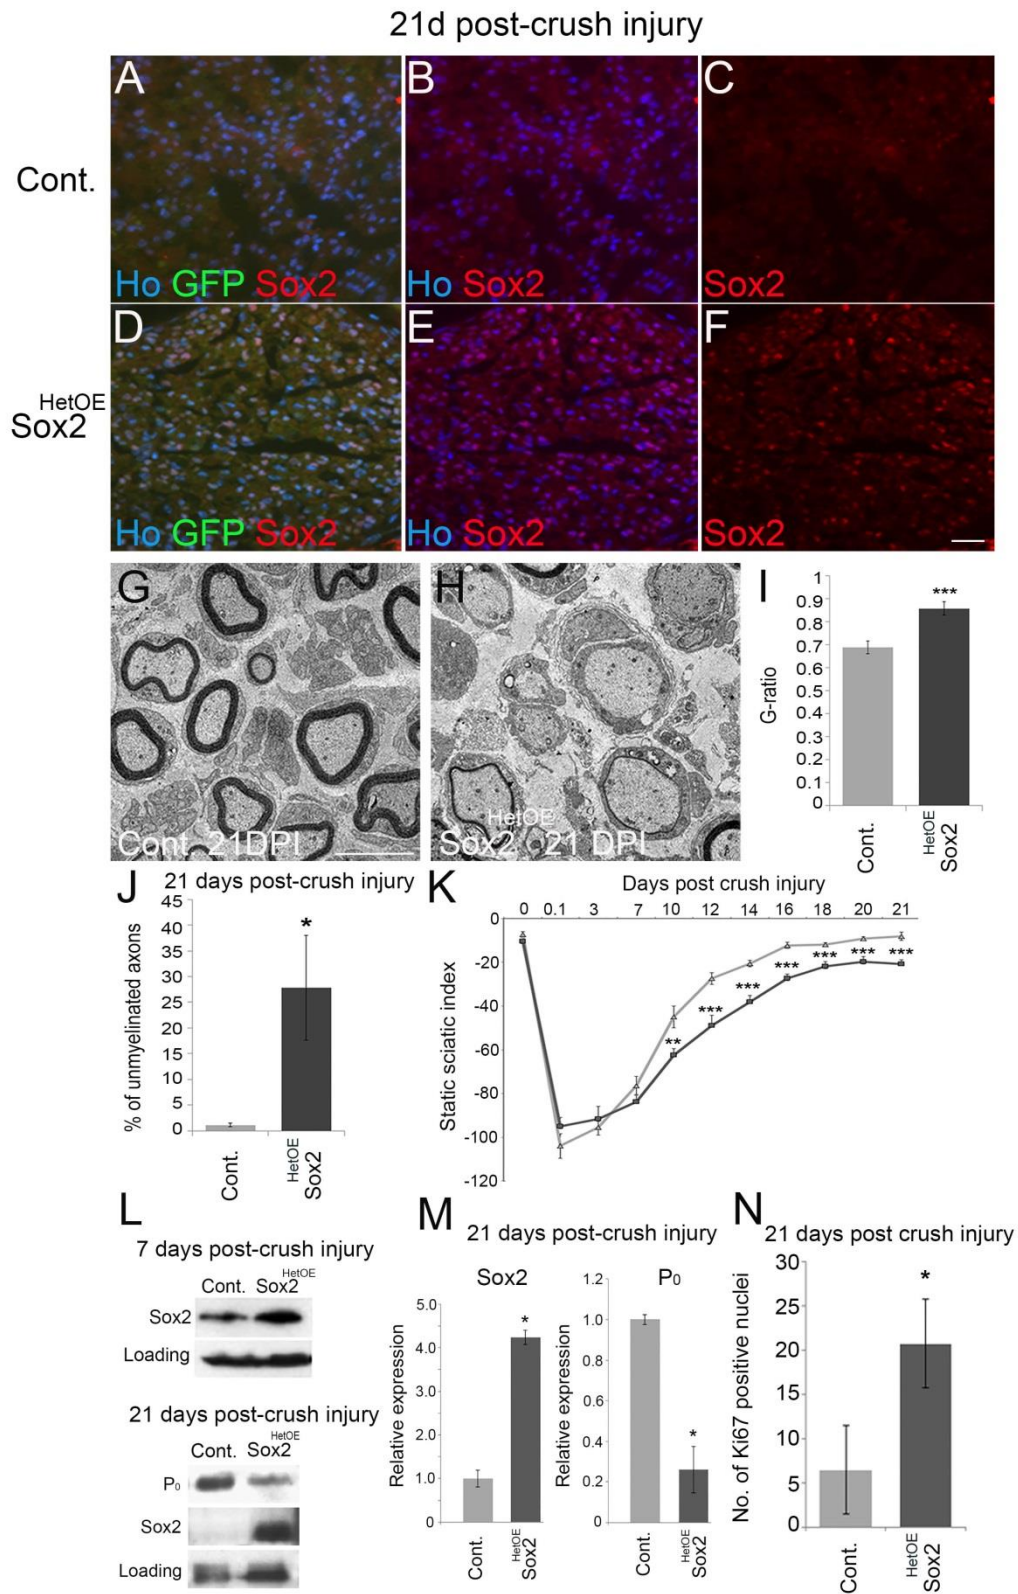 21d post-crush injury
A
B
C
Cont.
Ho GFP Sox2
Ho Sox2
Sox2
D
E
F
Sox2 HetOE
Ho GFP Sox2
Ho Sox2
Sox2
G
Cont. 21DPI
H
Sox2 HetOE 21 DPI
I
G-ratio
1
0.9
0.8
0.7
0.6
0.5
0.4
0.3
0.2
0.1
0
***
Cont.
Sox2 HetOE
J
21 days post-crush injury
% of unmyelinated axons
45
40
35
30
25
20
15
10
5
0
*
Cont.
Sox2 HetOE
K
Days post crush injury
0 0.1 3 7 10 12 14 16 18 20 21
Static sciatic index
0
-20
-40
-60
-80
-100
-120
** *** *** *** *** *** ***
L
7 days post-crush injury
Cont. Sox2 HetOE
Sox2
Loading
21 days post-crush injury
Cont. Sox2 HetOE
P0
Sox2
Loading
M
21 days post-crush injury
Sox2
Relative expression
5.0
4.0
3.0
2.0
1.0
0
*
Cont.
Sox2 HetOE
P0
Relative expression
1.2
1.0
0.8
0.6
0.4
0.2
0
*
Cont.
Sox2 HetOE
N
21 days post crush injury
No. of Ki67 positive nuclei
30
25
20
15
10
5
0
*
Cont.
Sox2 HetOE